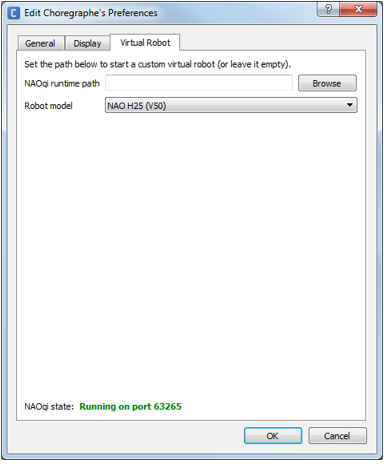 C Edit Choregraphe's Preferences ?
General Display Virtual Robot
Set the path below to start a custom virtual robot (or leave it empty).
NAOqi runtime path Browse
Robot model NAO H25 (V50)
NAOqi state: Running on port 63265
OK Cancel